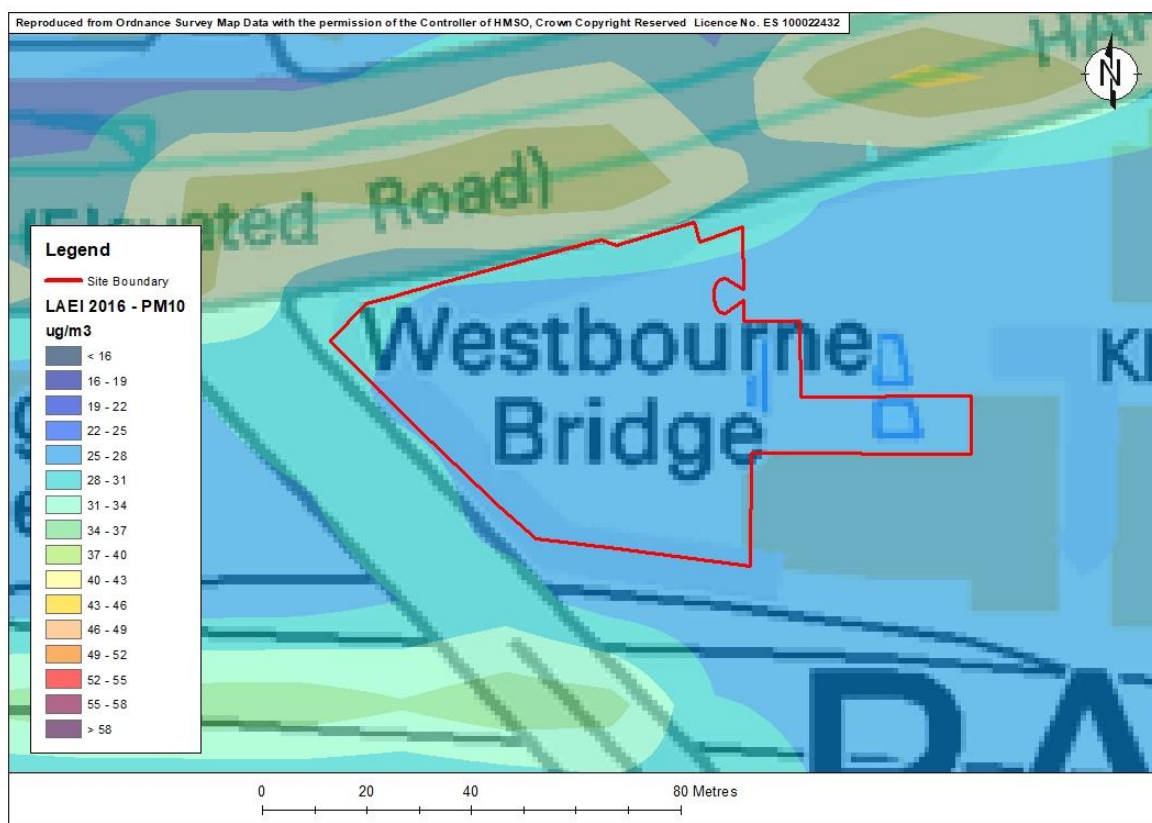 Reproduced from Ordnance Survey Map Data with the permission of the Controller of HMSO, Crown Copyright Reserved Licence No. ES 100022432
N
(Elevated Road)
Legend
Site Boundary
LAEI 2016 - PM10
ug/m3
< 16
16 - 19
19 - 22
22 - 25
25 - 28
28 - 31
31 - 34
34 - 37
37 - 40
40 - 43
43 - 46
46 - 49
49 - 52
52 - 55
55 - 58
> 58
Westbourne
Bridge
0 20 40 80 Metres